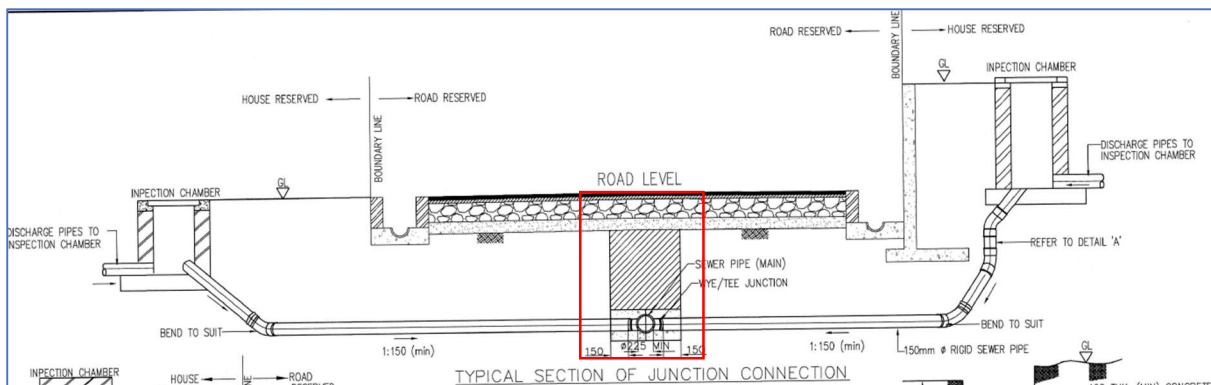 ROAD RESERVED
HOUSE RESERVED
BOUNDARY LINE
GL
INPECTION CHAMBER
HOUSE RESERVED
ROAD RESERVED
BOUNDARY LINE
DISCHARGE PIPES TO
INSPECTION CHAMBER
ROAD LEVEL
INPECTION CHAMBER
GL
DISCHARGE PIPES TO
INSPECTION CHAMBER
REFER TO DETAIL 'A'
SEWER PIPE (MAIN)
WYE/TEE JUNCTION
BEND TO SUIT
BEND TO SUIT
1:150 (min)
150
Ø225 MIN
150
1:150 (min)
150mm ø RIGID SEWER PIPE
TYPICAL SECTION OF JUNCTION CONNECTION
INPECTION CHAMBER
HOUSE
ROAD
GL